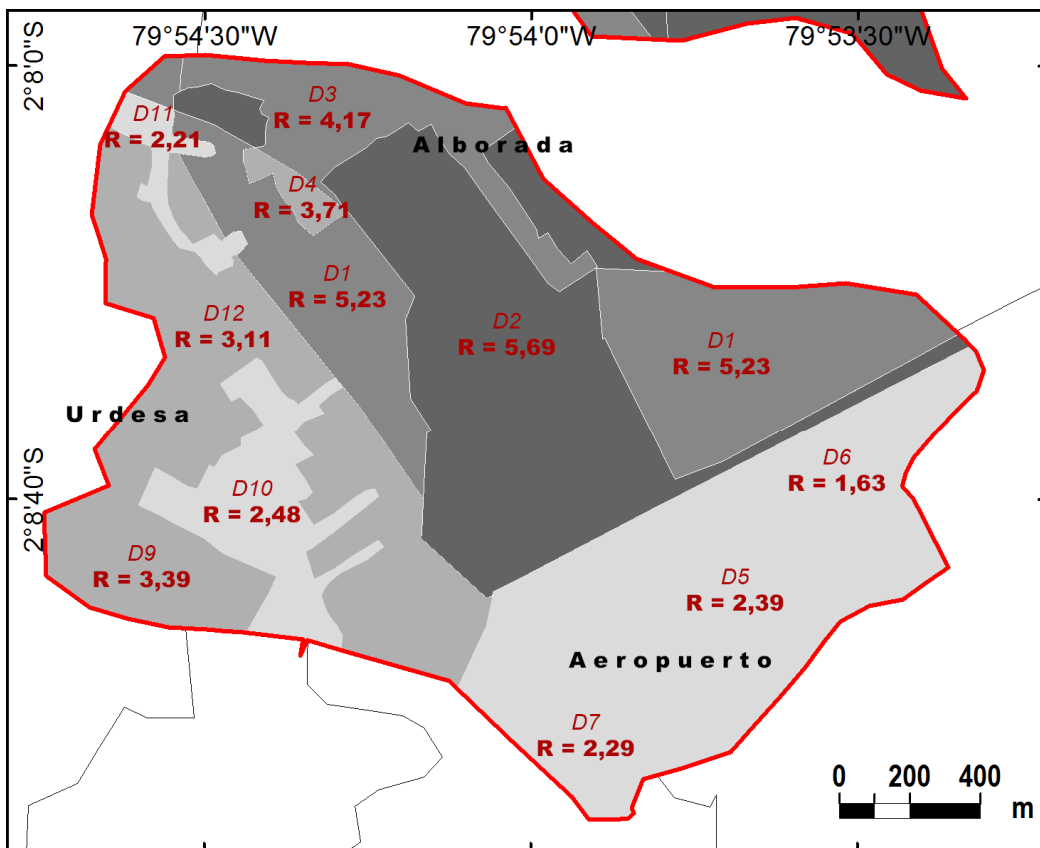 79°54'30"W
79°54'0"W
79°53'30"W
2°8'0"S
D11
R = 2,21
D3
R = 4,17
Alborada
D4
R = 3,71
D1
R = 5,23
D12
R = 3,11
D2
R = 5,69
D1
R = 5,23
Urdesa
D6
R = 1,63
2°8'40"S
D10
R = 2,48
D9
R = 3,39
D5
R = 2,39
Aeropuerto
D7
R = 2,29
0 200 400
m